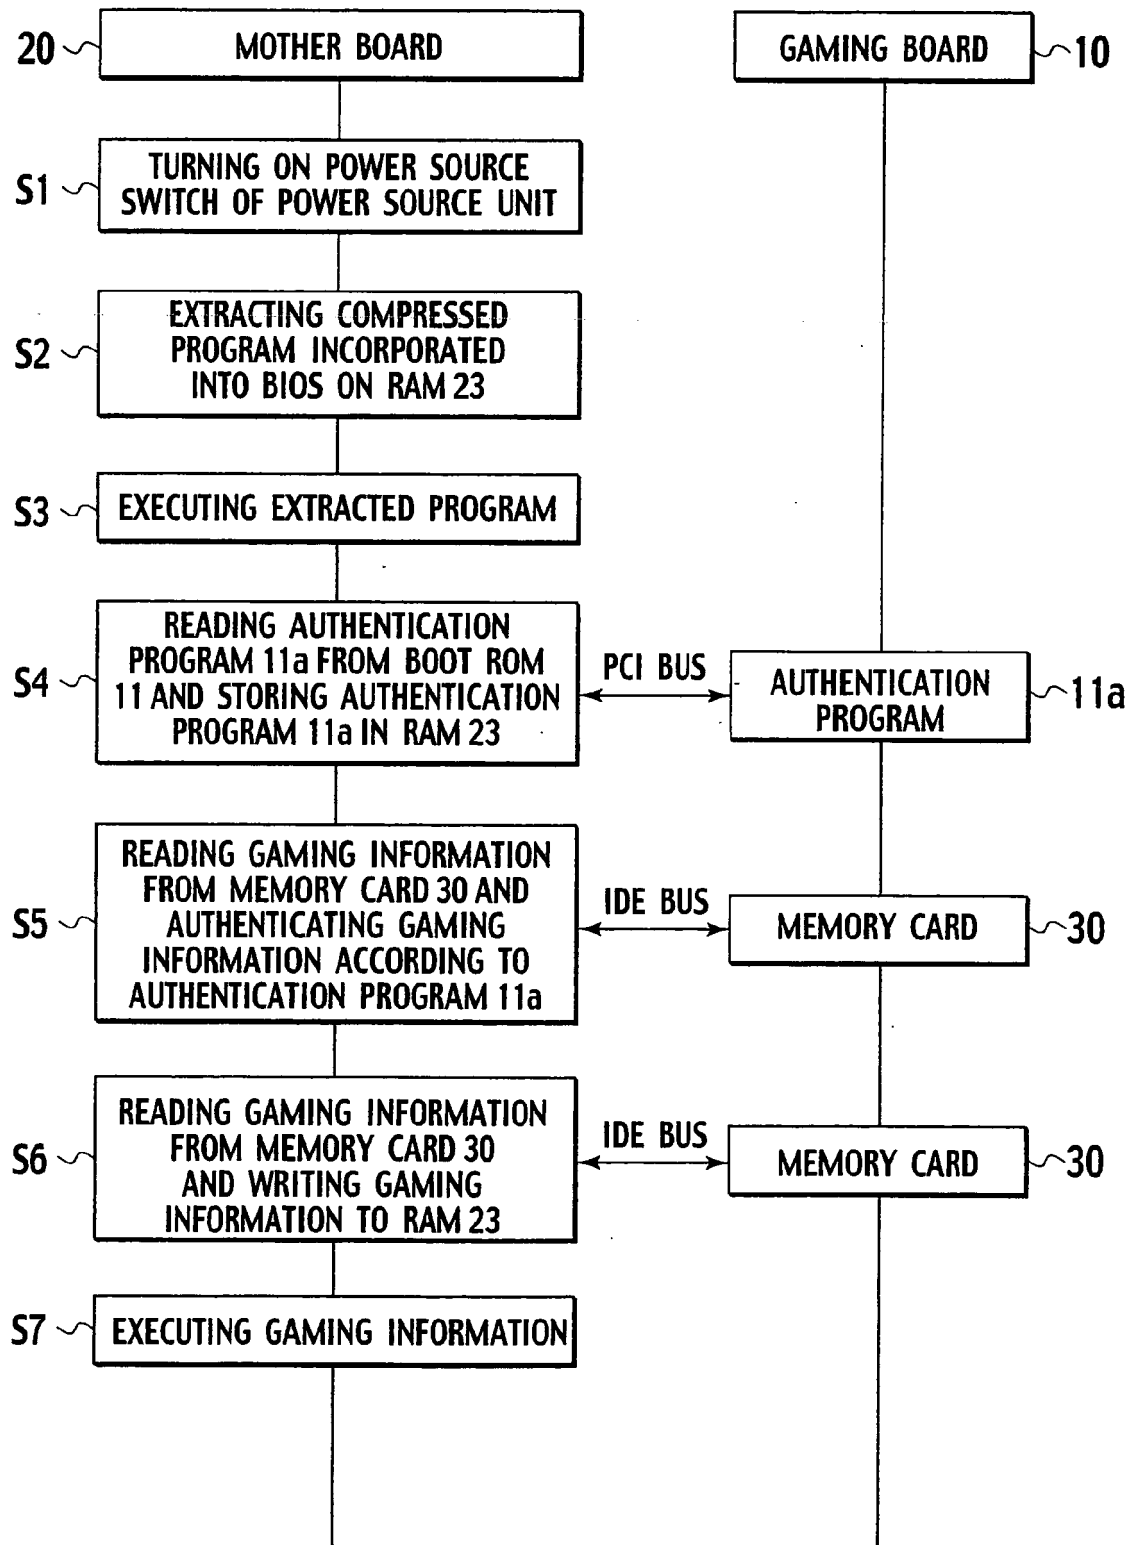 20
MOTHER BOARD
GAMING BOARD
10
S1
TURNING ON POWER SOURCE
SWITCH OF POWER SOURCE UNIT
S2
EXTRACTING COMPRESSED
PROGRAM INCORPORATED
INTO BIOS ON RAM 23
S3
EXECUTING EXTRACTED PROGRAM
S4
READING AUTHENTICATION
PROGRAM 11a FROM BOOT ROM
11 AND STORING AUTHENTICATION
PROGRAM 11a IN RAM 23
PCI BUS
AUTHENTICATION
PROGRAM
11a
S5
READING GAMING INFORMATION
FROM MEMORY CARD 30 AND
AUTHENTICATING GAMING
INFORMATION ACCORDING TO
AUTHENTICATION PROGRAM 11a
IDE BUS
MEMORY CARD
30
S6
READING GAMING INFORMATION
FROM MEMORY CARD 30
AND WRITING GAMING
INFORMATION TO RAM 23
IDE BUS
MEMORY CARD
30
S7
EXECUTING GAMING INFORMATION